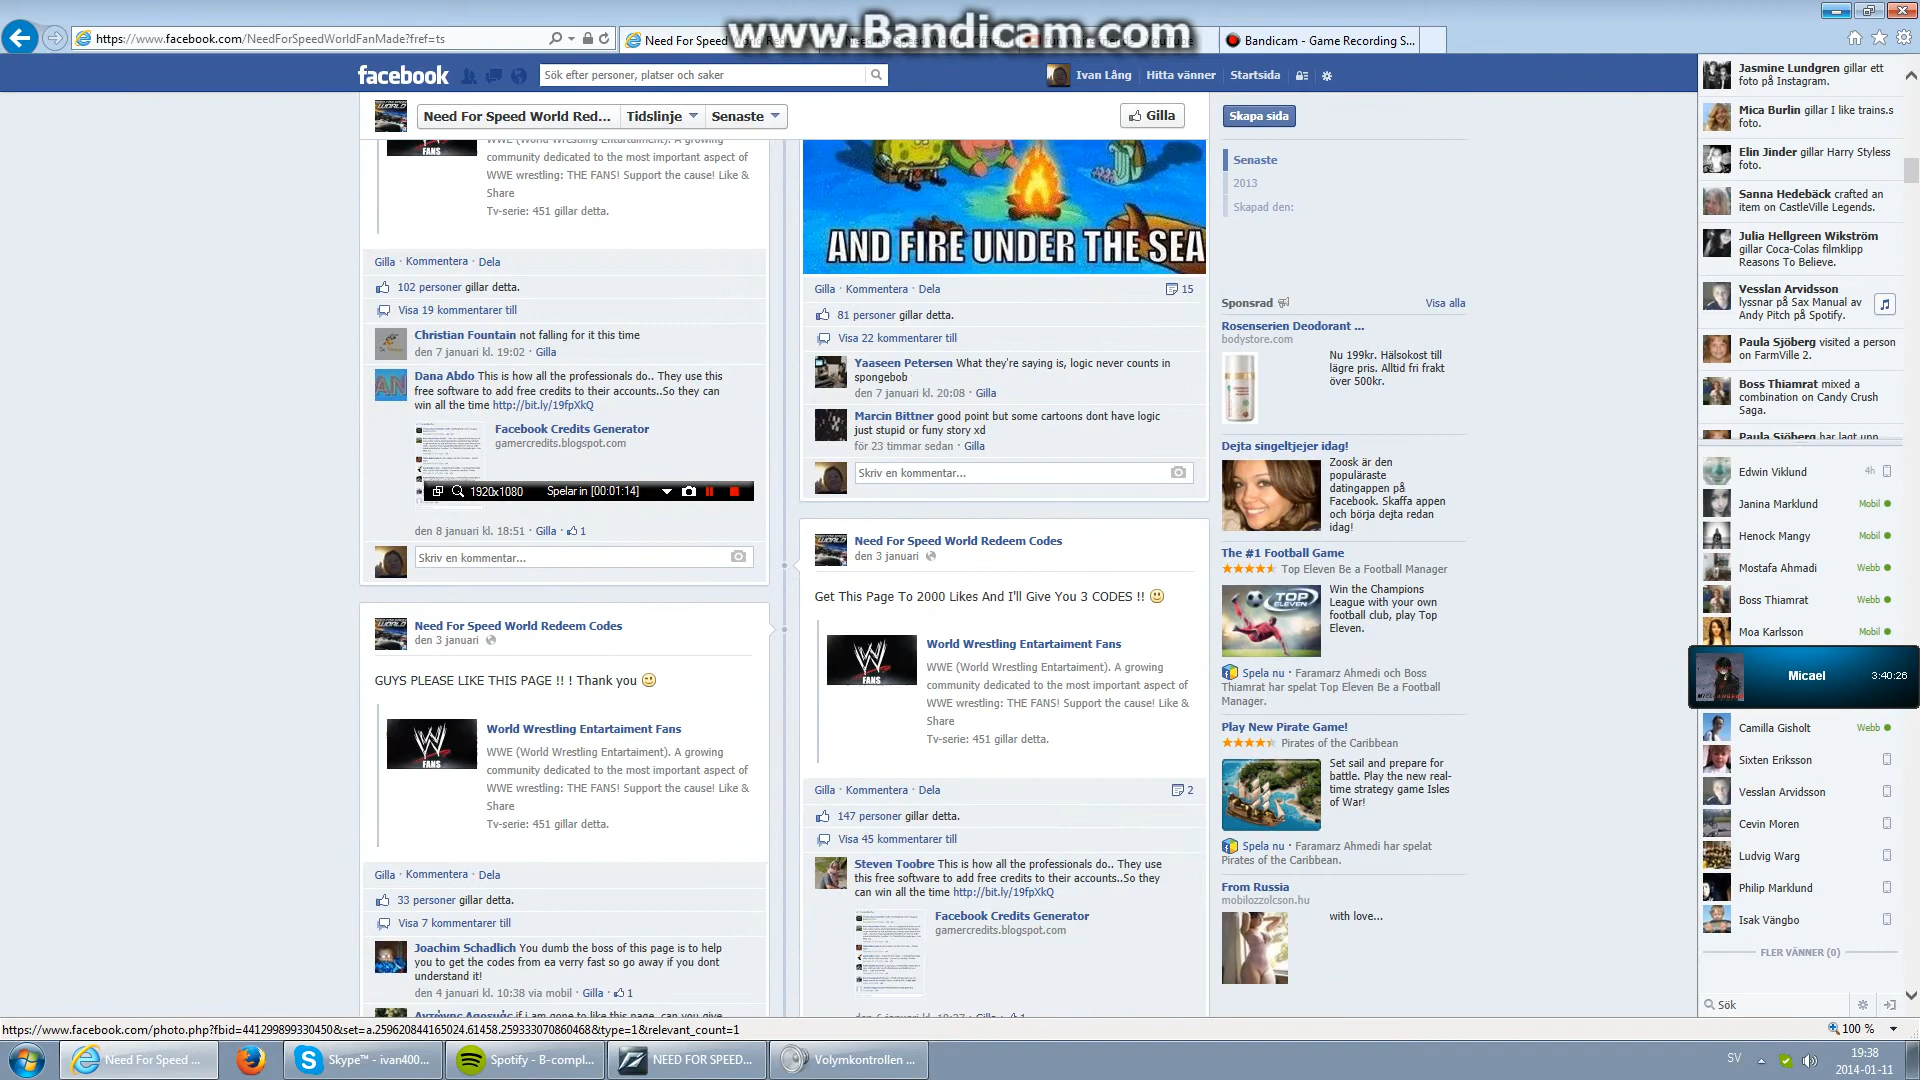 www.Bandicam.com
https://www.facebook.com/NeedForSpeedWorldFanMade?fref=ts
Need For Speed World Red...
Bandicam - Game Recording S...
facebook
Sök efter personer, platser och saker
Ivan Lång
Hitta vänner
Startsida
Need For Speed World Red...
Tidslinje
Senaste
Gilla
Skapa sida
WWE (World Wrestling Entartaiment). A growing
community dedicated to the most important aspect of
WWE wrestling: THE FANS! Support the cause! Like &
Share
Tv-serie: 451 gillar detta.
Gilla · Kommentera · Dela
102 personer gillar detta.
Visa 19 kommentarer till
Christian Fountain not falling for it this time
den 7 januari kl. 19:02 · Gilla
Dana Abdo This is how all the professionals do.. They use this
free software to add free credits to their accounts..So they can
win all the time http://bit.ly/19fpXkQ
Facebook Credits Generator
gamercredits.blogspot.com
1920x1080
Spelar in [00:01:14]
den 8 januari kl. 18:51 · Gilla · 1
Skriv en kommentar...
Need For Speed World Redeem Codes
den 3 januari
GUYS PLEASE LIKE THIS PAGE !! ! Thank you
FANS
World Wrestling Entartaiment Fans
WWE (World Wrestling Entartaiment). A growing
community dedicated to the most important aspect of
WWE wrestling: THE FANS! Support the cause! Like &
Share
Tv-serie: 451 gillar detta.
Gilla · Kommentera · Dela
33 personer gillar detta.
Visa 7 kommentarer till
Joachim Schadlich You dumb the boss of this page is to help
you to get the codes from ea verry fast so go away if you dont
understand it!
den 4 januari kl. 10:38 via mobil · Gilla · 1
AND FIRE UNDER THE SEA
Gilla · Kommentera · Dela
15
81 personer gillar detta.
Visa 22 kommentarer till
Yaaseen Petersen What they're saying is, logic never counts in
spongebob
den 7 januari kl. 20:08 · Gilla
Marcin Bittner good point but some cartoons dont have logic
just stupid or funy story xd
för 23 timmar sedan · Gilla
Skriv en kommentar...
Need For Speed World Redeem Codes
den 3 januari
Get This Page To 2000 Likes And I'll Give You 3 CODES !!
FANS
World Wrestling Entartaiment Fans
WWE (World Wrestling Entartaiment). A growing
community dedicated to the most important aspect of
WWE wrestling: THE FANS! Support the cause! Like &
Share
Tv-serie: 451 gillar detta.
Gilla · Kommentera · Dela
2
147 personer gillar detta.
Visa 45 kommentarer till
Steven Toobre This is how all the professionals do.. They use
this free software to add free credits to their accounts..So they
can win all the time http://bit.ly/19fpXkQ
Facebook Credits Generator
gamercredits.blogspot.com
Senaste
2013
Skapad den:
Sponsrad
Visa alla
Rosenserien Deodorant ...
bodystore.com
Nu 199kr. Hälsokost till
lägre pris. Alltid fri frakt
över 500kr.
Dejta singeltjejer idag!
Zoosk är den
populäraste
datingappen på
Facebook. Skaffa appen
och börja dejta redan
idag!
The #1 Football Game
Top Eleven Be a Football Manager
TOP
ELEVEN
Win the Champions
League with your own
football club, play Top
Eleven.
Spela nu · Faramarz Ahmedi och Boss
Thiamrat har spelat Top Eleven Be a Football
Manager.
Play New Pirate Game!
Pirates of the Caribbean
Set sail and prepare for
battle. Play the new real-
time strategy game Isles
of War!
Spela nu · Faramarz Ahmedi har spelat
Pirates of the Caribbean.
From Russia
mobilozzolcson.hu
with love...
Jasmine Lundgren gillar ett
foto på Instagram.
Mica Burlin gillar I like trains.s
foto.
Elin Jinder gillar Harry Styless
foto.
Sanna Hedebäck crafted an
item on CastleVille Legends.
Julia Hellgreen Wikström
gillar Coca-Colas filmklipp
Reasons To Believe.
Vesslan Arvidsson
lyssnar på Sax Manual av
Andy Pitch på Spotify.
Paula Sjöberg visited a person
on FarmVille 2.
Boss Thiamrat mixed a
combination on Candy Crush
Saga.
Paula Sjöberg har lagt upp
Edwin Viklund 4h
Janina Marklund Mobil
Henock Mangy Mobil
Mostafa Ahmadi Webb
Boss Thiamrat Webb
Moa Karlsson Mobil
Micael 3:40:26
Camilla Gisholt Webb
Sixten Eriksson
Vesslan Arvidsson
Cevin Moren
Ludvig Warg
Philip Marklund
Isak Vängbo
FLER VÄNNER (0)
Sök
https://www.facebook.com/photo.php?fbid=441299899330450&set=a.259620844165024.61458.259333070860468&type=1&relevant_count=1
100 %
Need For Speed ...
Skype™ - ivan400...
Spotify - B-compl...
NEED FOR SPEED...
Volymkontrollen ...
SV
19:38
2014-01-11